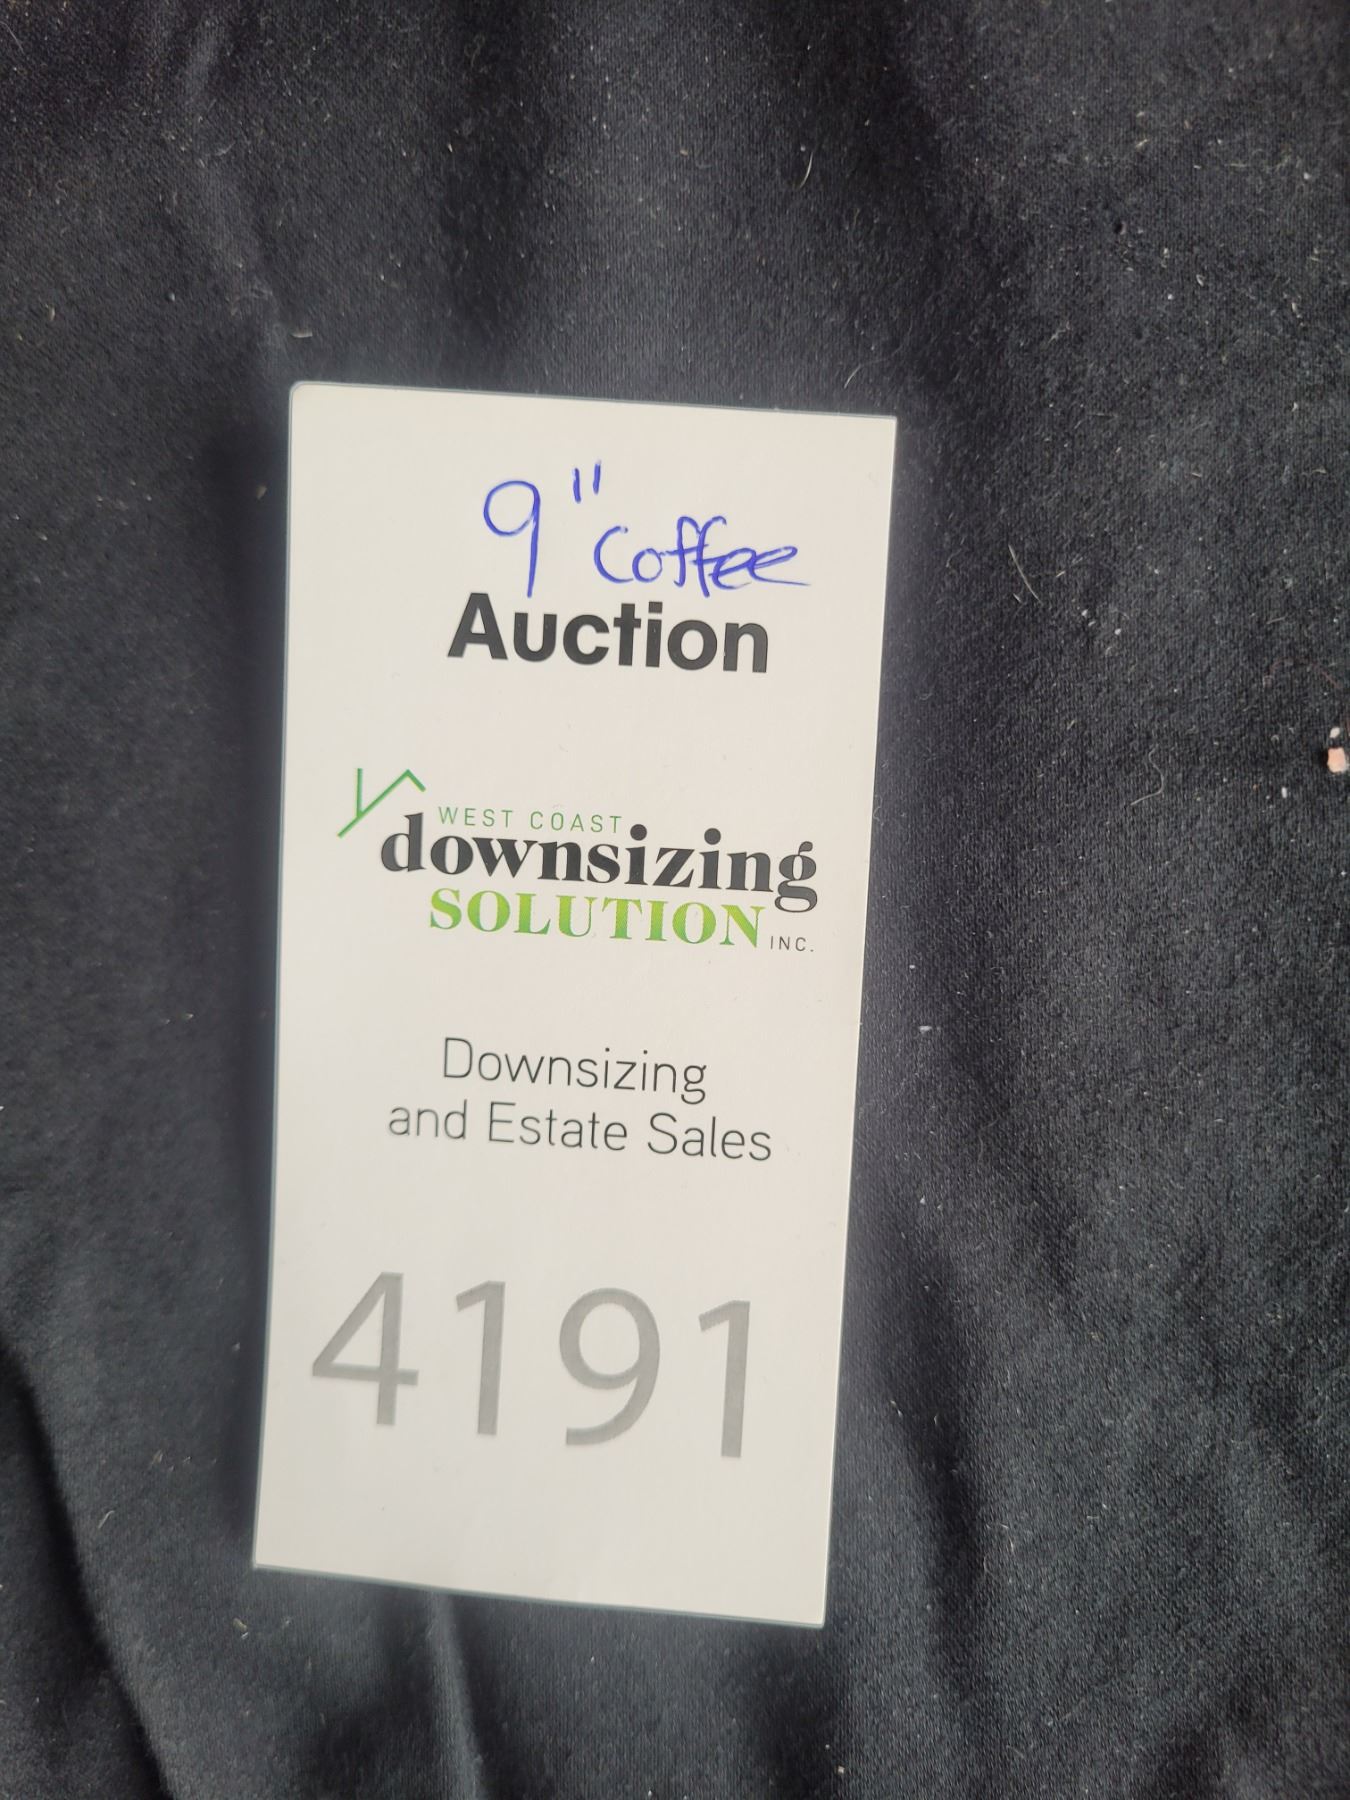 9" Coffee
Auction
WEST COAST
downsizing
SOLUTION INC.
Downsizing
and Estate Sales
4191